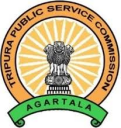 TRIPURA PUBLIC SERVICE COMMISSION
AGARTALA